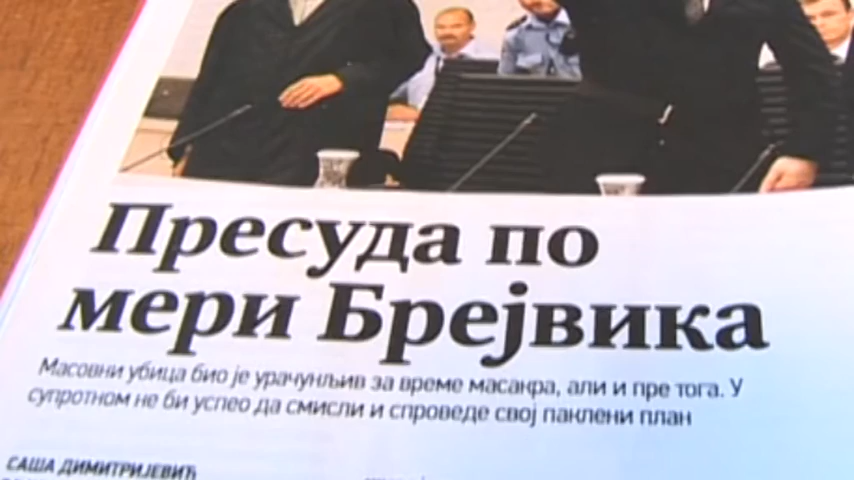 Пресуда по
мери Брејвика
Масовни убица био је урачунљив за време масакра, али и пре тога. У
супротном не би успео да смисли и спроведе свој паклени план
САША ДИМИТРИЈЕВИЋ